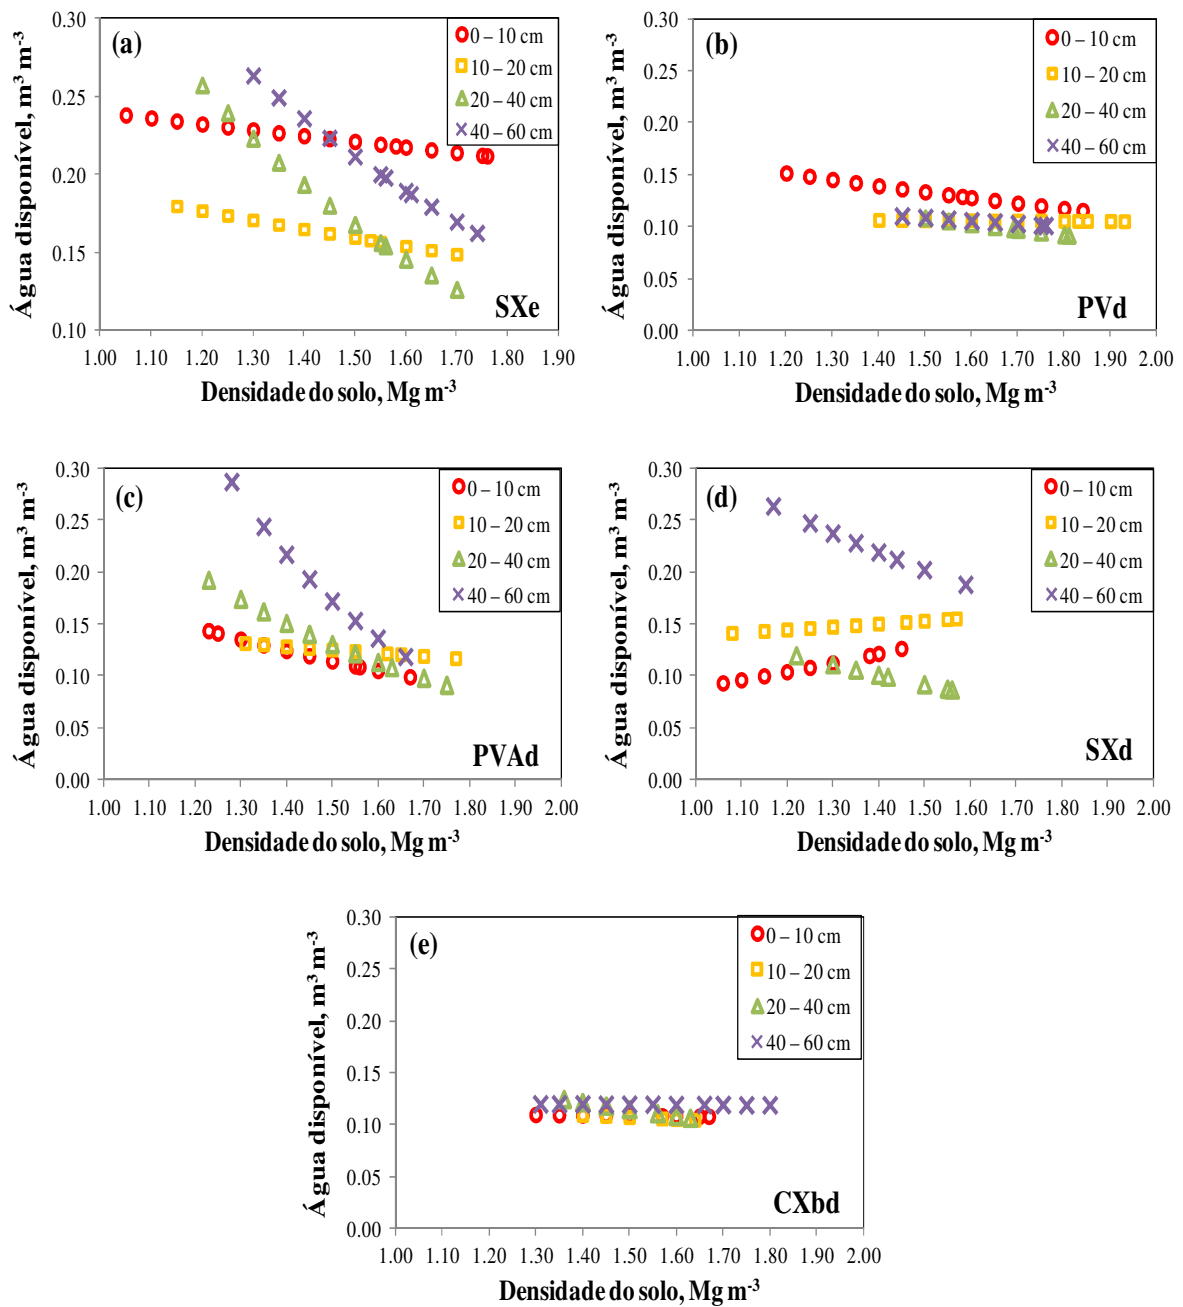 (a)
0.30
0.25
0.20
0.15
0.10
Água disponível, m³ m⁻³
0 – 10 cm
10 – 20 cm
20 – 40 cm
40 – 60 cm
SXe
1.00 1.10 1.20 1.30 1.40 1.50 1.60 1.70 1.80 1.90
Densidade do solo, Mg m⁻³
(b)
0.30
0.25
0.20
0.15
0.10
0.05
0.00
Água disponível, m³ m⁻³
0 – 10 cm
10 – 20 cm
20 – 40 cm
40 – 60 cm
PVd
1.00 1.10 1.20 1.30 1.40 1.50 1.60 1.70 1.80 1.90 2.00
Densidade do solo, Mg m⁻³
(c)
0.30
0.25
0.20
0.15
0.10
0.05
0.00
Água disponível, m³ m⁻³
0 – 10 cm
10 – 20 cm
20 – 40 cm
40 – 60 cm
PVAd
1.00 1.10 1.20 1.30 1.40 1.50 1.60 1.70 1.80 1.90 2.00
Densidade do solo, Mg m⁻³
(d)
0.30
0.25
0.20
0.15
0.10
0.05
0.00
Água disponível, m³ m⁻³
0 – 10 cm
10 – 20 cm
20 – 40 cm
40 – 60 cm
SXd
1.00 1.10 1.20 1.30 1.40 1.50 1.60 1.70 1.80 1.90 2.00
Densidade do solo, Mg m⁻³
(e)
0.30
0.25
0.20
0.15
0.10
0.05
0.00
Água disponível, m³ m⁻³
0 – 10 cm
10 – 20 cm
20 – 40 cm
40 – 60 cm
CXbd
1.00 1.10 1.20 1.30 1.40 1.50 1.60 1.70 1.80 1.90 2.00
Densidade do solo, Mg m⁻³